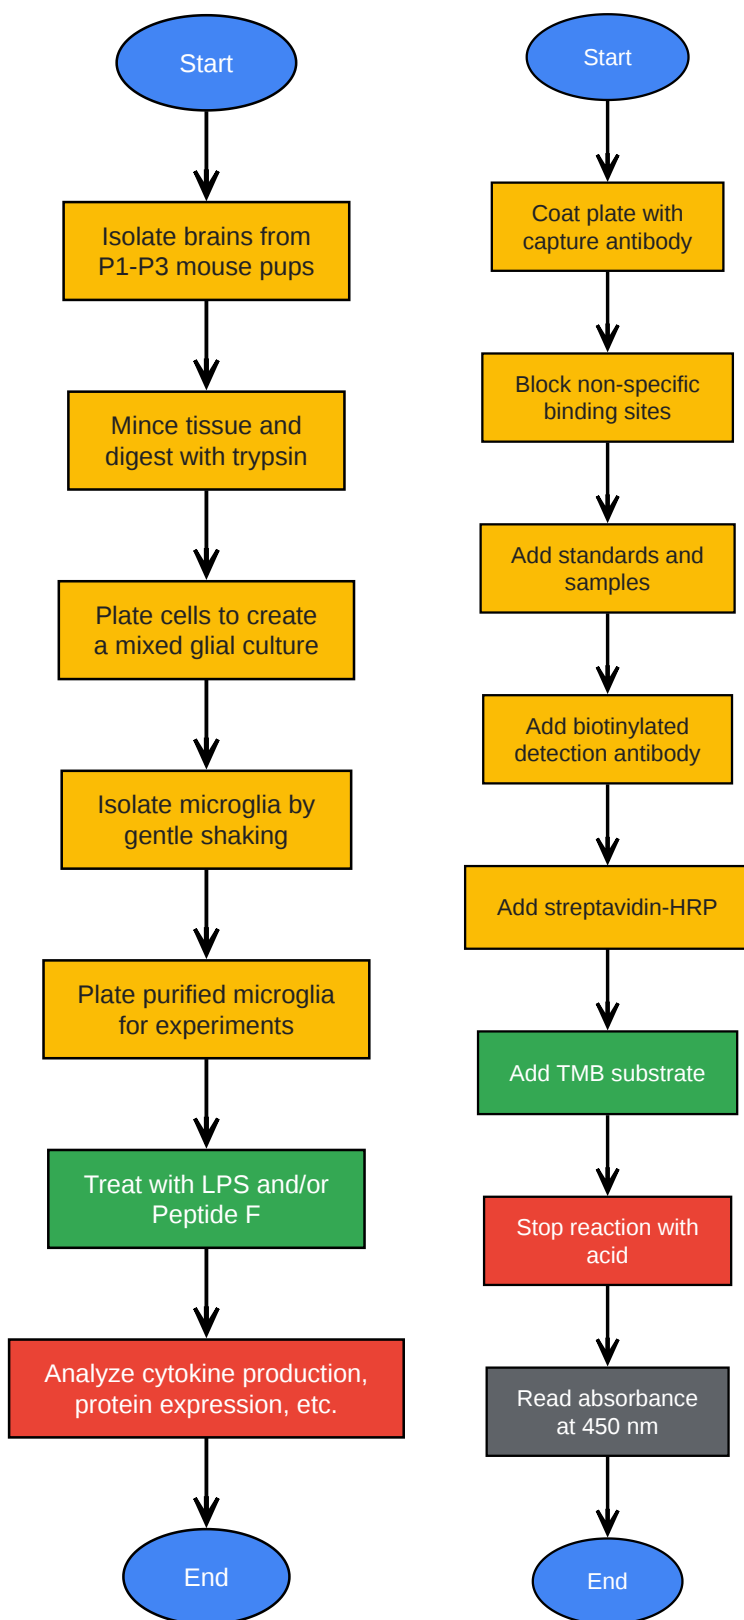 Start
Isolate brains from
P1-P3 mouse pups
Mince tissue and
digest with trypsin
Plate cells to create
a mixed glial culture
Isolate microglia by
gentle shaking
Plate purified microglia
for experiments
Treat with LPS and/or
Peptide F
Analyze cytokine production,
protein expression, etc.
End
Start
Coat plate with
capture antibody
Block non-specific
binding sites
Add standards and
samples
Add biotinylated
detection antibody
Add streptavidin-HRP
Add TMB substrate
Stop reaction with
acid
Read absorbance
at 450 nm
End